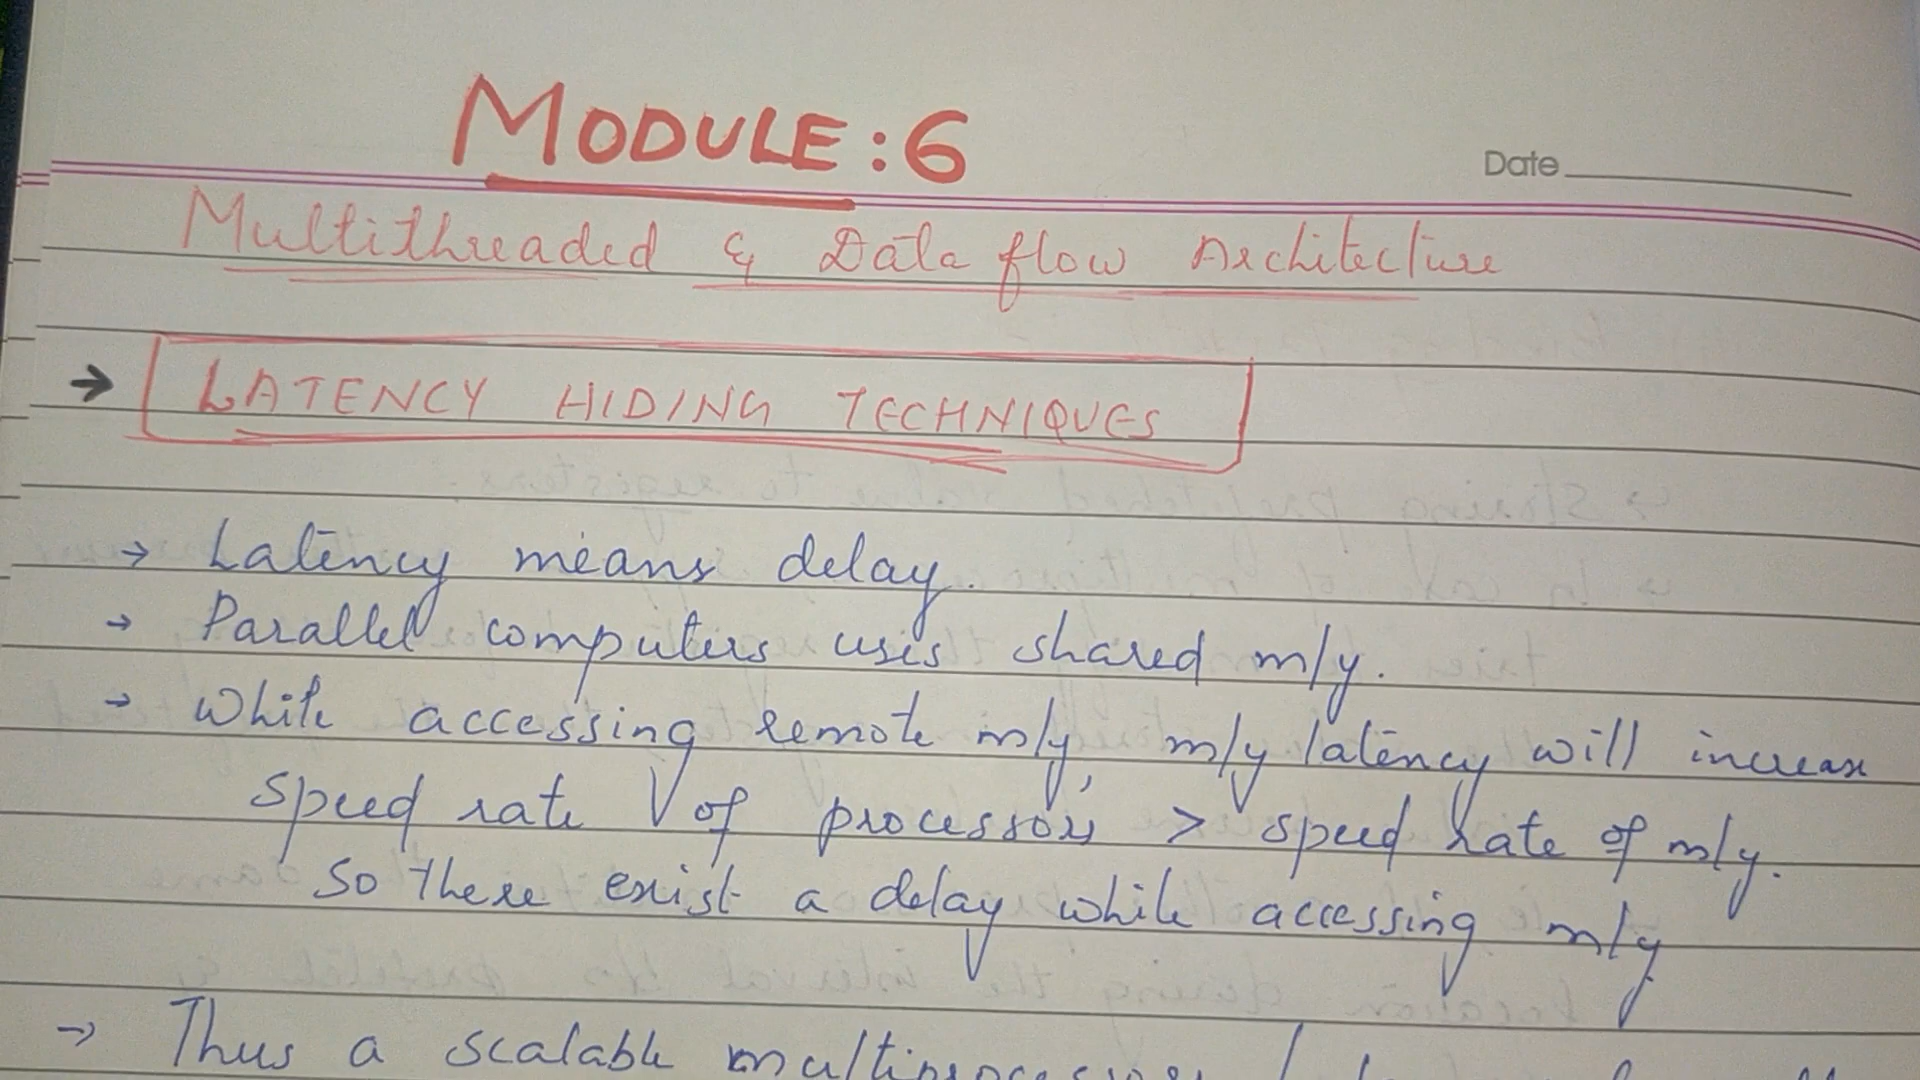 MODULE:6
Date
Multithreaded & Data flow Architecture
→ LATENCY HIDING TECHNIQUES
→ Latency means delay.
→ Parallel computers uses shared m/y.
→ While accessing remote m/y, m/y latency will increase
speed rate of processors > speed rate of m/y.
So there exist a delay while accessing m/y
→ Thus a scalable